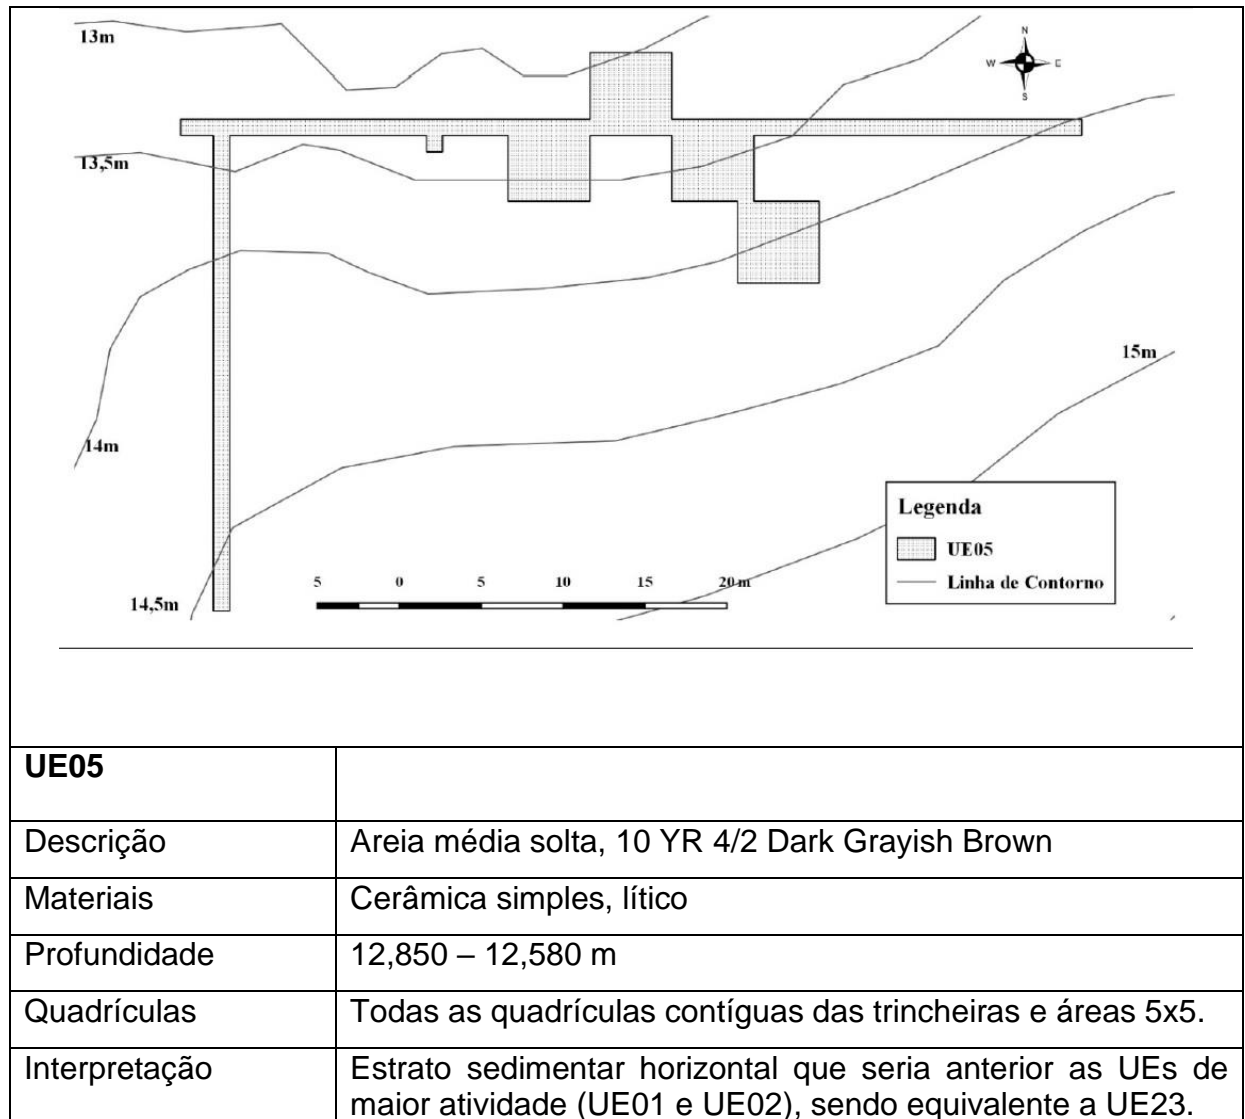 13m
N
W E
S
13,5m
15m
14m
Legenda
UE05
Linha de Contorno
5 0 5 10 15 20 m
14,5m
UE05
Descrição Areia média solta, 10 YR 4/2 Dark Grayish Brown
Materiais Cerâmica simples, lítico
Profundidade 12,850 – 12,580 m
Quadrículas Todas as quadrículas contíguas das trincheiras e áreas 5x5.
Interpretação Estrato sedimentar horizontal que seria anterior as UEs de
maior atividade (UE01 e UE02), sendo equivalente a UE23.